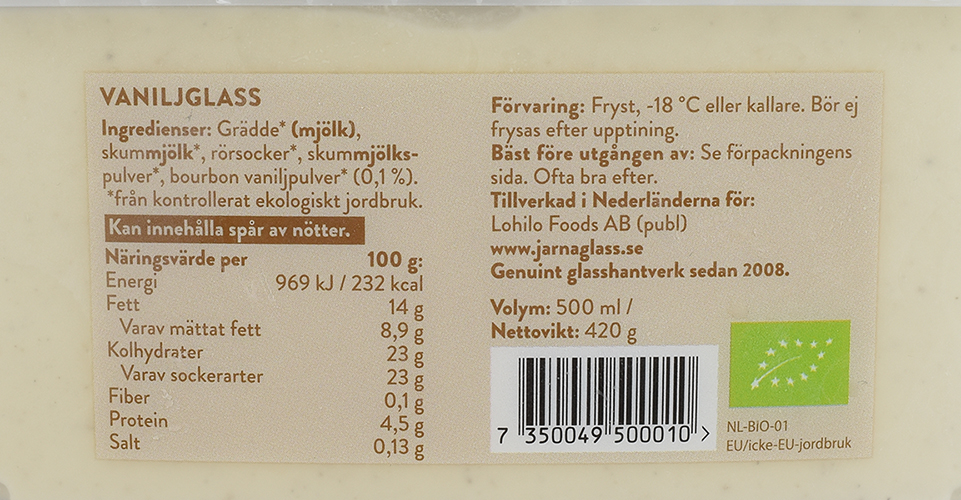 VANILJGLASS
Ingredienser: Grädde* (mjölk),
skummjölk*, rörsocker*, skummjölks-
pulver*, bourbon vaniljpulver* (0,1 %).
*från kontrollerat ekologiskt jordbruk.
Kan innehålla spår av nötter.
Näringsvärde per 100 g:
Energi 969 kJ / 232 kcal
Fett 14 g
Varav mättat fett 8,9 g
Kolhydrater 23 g
Varav sockerarter 23 g
Fiber 0,1 g
Protein 4,5 g
Salt 0,13 g
Förvaring: Fryst, -18 °C eller kallare. Bör ej
frysas efter upptining.
Bäst före utgången av: Se förpackningens
sida. Ofta bra efter.
Tillverkad i Nederländerna för:
Lohilo Foods AB (publ)
www.jarnaglass.se
Genuint glasshantverk sedan 2008.
Volym: 500 ml /
Nettovikt: 420 g
7 350049 500010 >
NL-BIO-01
EU/icke-EU-jordbruk